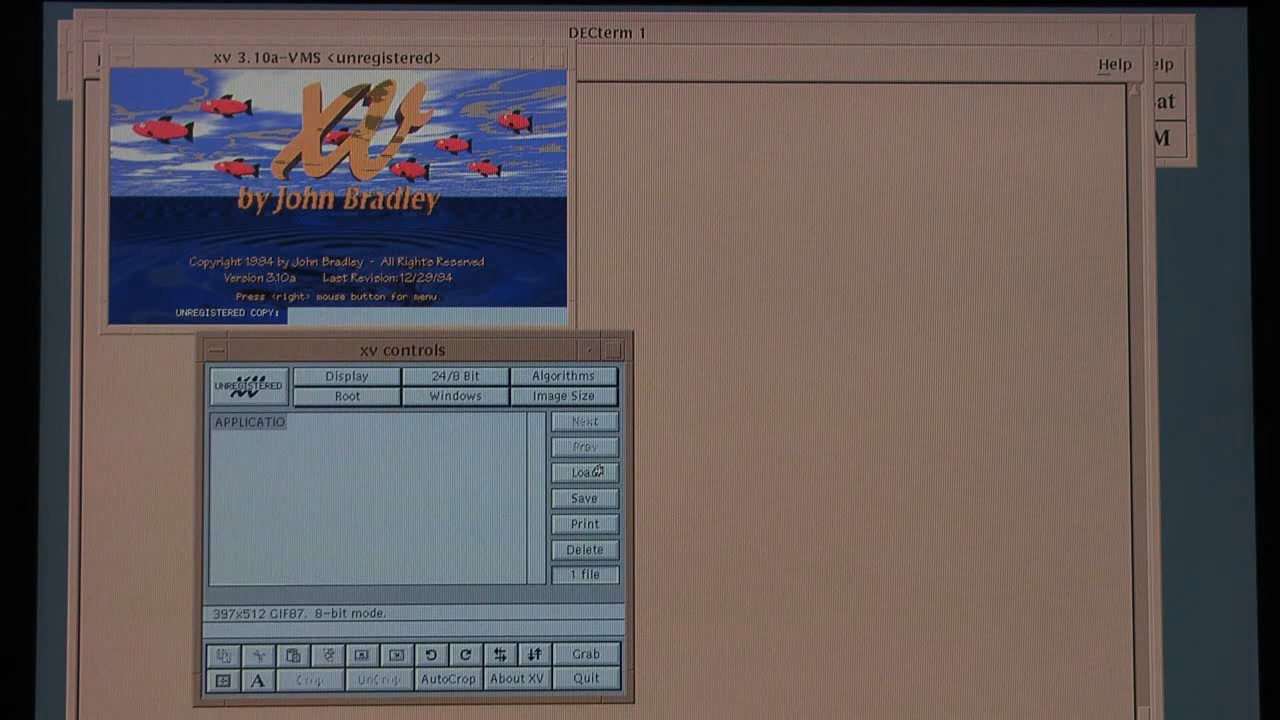 DECterm 1
xv 3.10a-VMS <unregistered>
Help
elp
at
M
xv
by John Bradley
Copyright 1994 by John Bradley - All Rights Reserved
Version 3.10a Last Revision: 12/29/94
Press <right> mouse button for menu.
UNREGISTERED COPY:
xv controls
UNREGISTERED
Display
24/8 Bit
Algorithms
Root
Windows
Image Size
APPLICATIO
Next
Prev
Load
Save
Print
Delete
1 file
397x512 GIF87. 8-bit mode.
Grab
A
Crop
UnCrop
AutoCrop
About XV
Quit